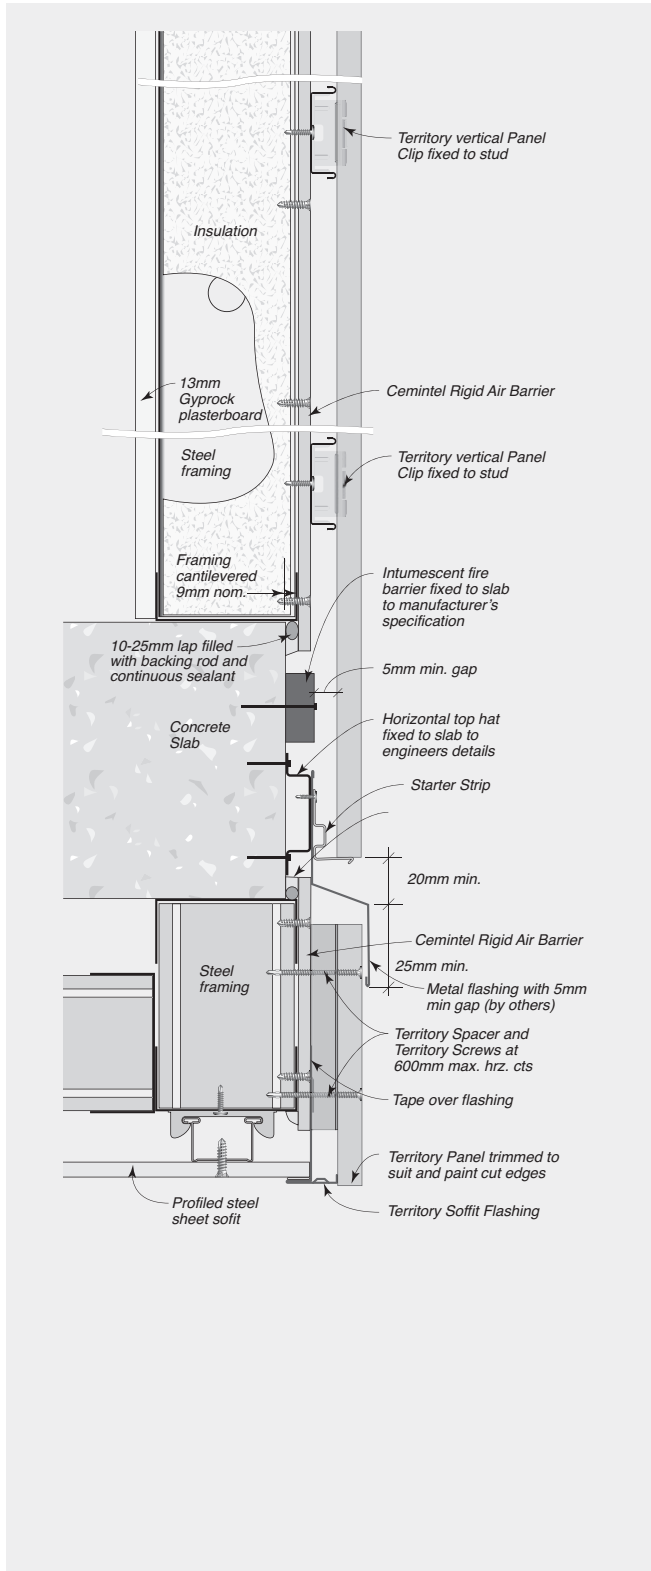 Territory vertical Panel
Clip fixed to stud
Insulation
13mm
Gyprock
plasterboard
Cemintel Rigid Air Barrier
Steel
framing
Territory vertical Panel
Clip fixed to stud
Framing
cantilevered
9mm nom.
Intumescent fire
barrier fixed to slab
to manufacturer’s
specification
10-25mm lap filled
with backing rod and
continuous sealant
5mm min. gap
Concrete
Slab
Horizontal top hat
fixed to slab to
engineers details
Starter Strip
20mm min.
Cemintel Rigid Air Barrier
Steel
framing
25mm min.
Metal flashing with 5mm
min gap (by others)
Territory Spacer and
Territory Screws at
600mm max. hrz. cts
Tape over flashing
Territory Panel trimmed to
suit and paint cut edges
Profiled steel
sheet sofit
Territory Soffit Flashing